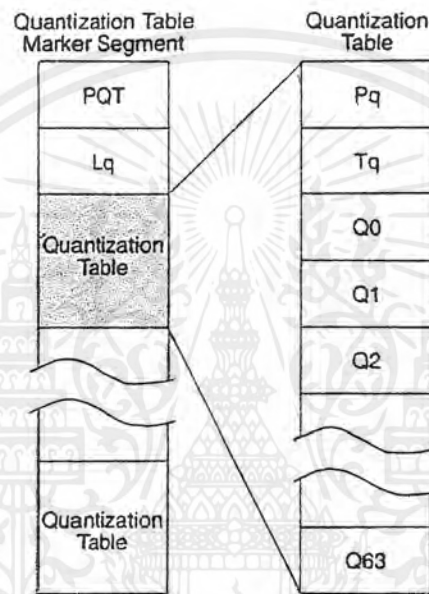 Quantization Table
Marker Segment
PQT
Lq
Quantization
Table
Quantization
Table
Quantization
Table
Pq
Tq
Q0
Q1
Q2
Q63